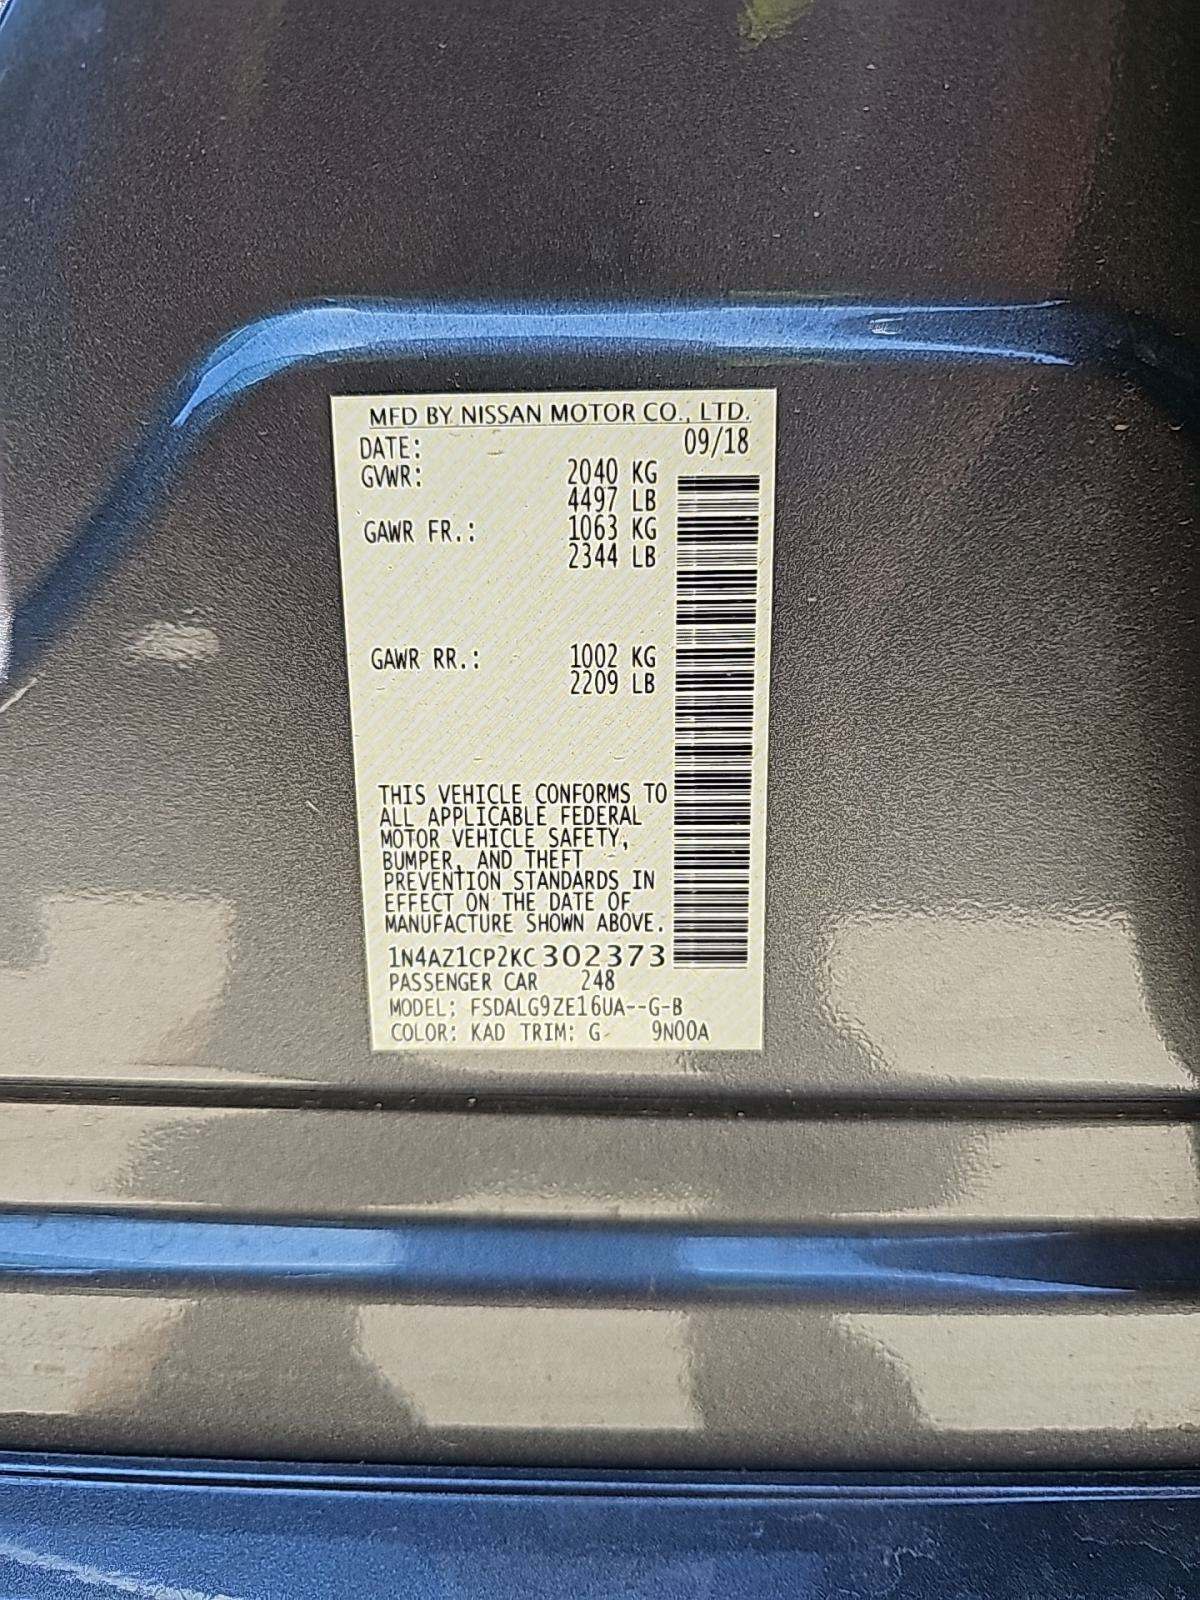 MFD BY NISSAN MOTOR CO., LTD.
DATE: 09/18
GVWR: 2040 KG
4497 LB
GAWR FR.: 1063 KG
2344 LB
GAWR RR.: 1002 KG
2209 LB
THIS VEHICLE CONFORMS TO
ALL APPLICABLE FEDERAL
MOTOR VEHICLE SAFETY,
BUMPER, AND THEFT
PREVENTION STANDARDS IN
EFFECT ON THE DATE OF
MANUFACTURE SHOWN ABOVE.
1N4AZ1CP2KC302373
PASSENGER CAR 248
MODEL: FSDALG9ZE16UA--G-B
COLOR: KAD TRIM: G 9N00A